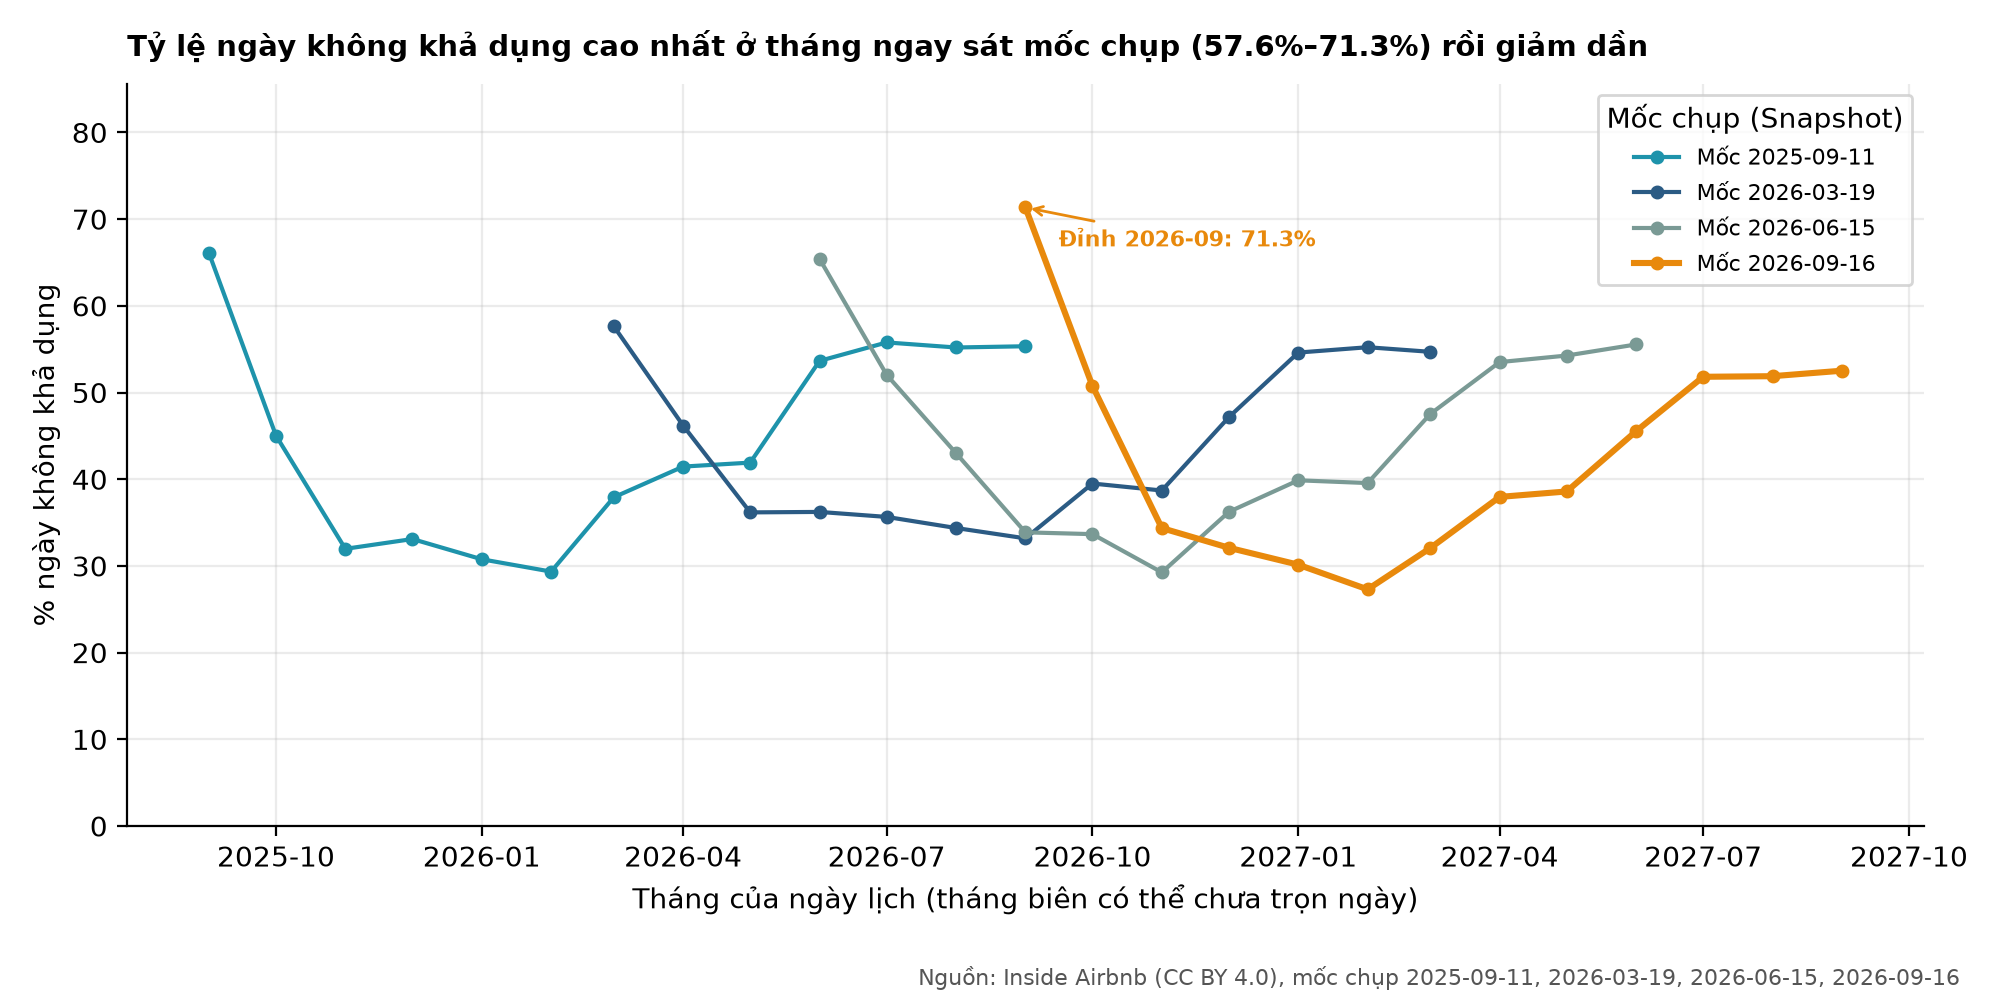 Tỷ lệ ngày không khả dụng cao nhất ở tháng ngay sát mốc chụp (57.6%–71.3%) rồi giảm dần
Mốc chụp (Snapshot)
Mốc 2025-09-11
Mốc 2026-03-19
Mốc 2026-06-15
Mốc 2026-09-16
Đỉnh 2026-09: 71.3%
% ngày không khả dụng
80
70
60
50
40
30
20
10
0
2025-10 2026-01 2026-04 2026-07 2026-10 2027-01 2027-04 2027-07 2027-10
Tháng của ngày lịch (tháng biên có thể chưa trọn ngày)
Nguồn: Inside Airbnb (CC BY 4.0), mốc chụp 2025-09-11, 2026-03-19, 2026-06-15, 2026-09-16